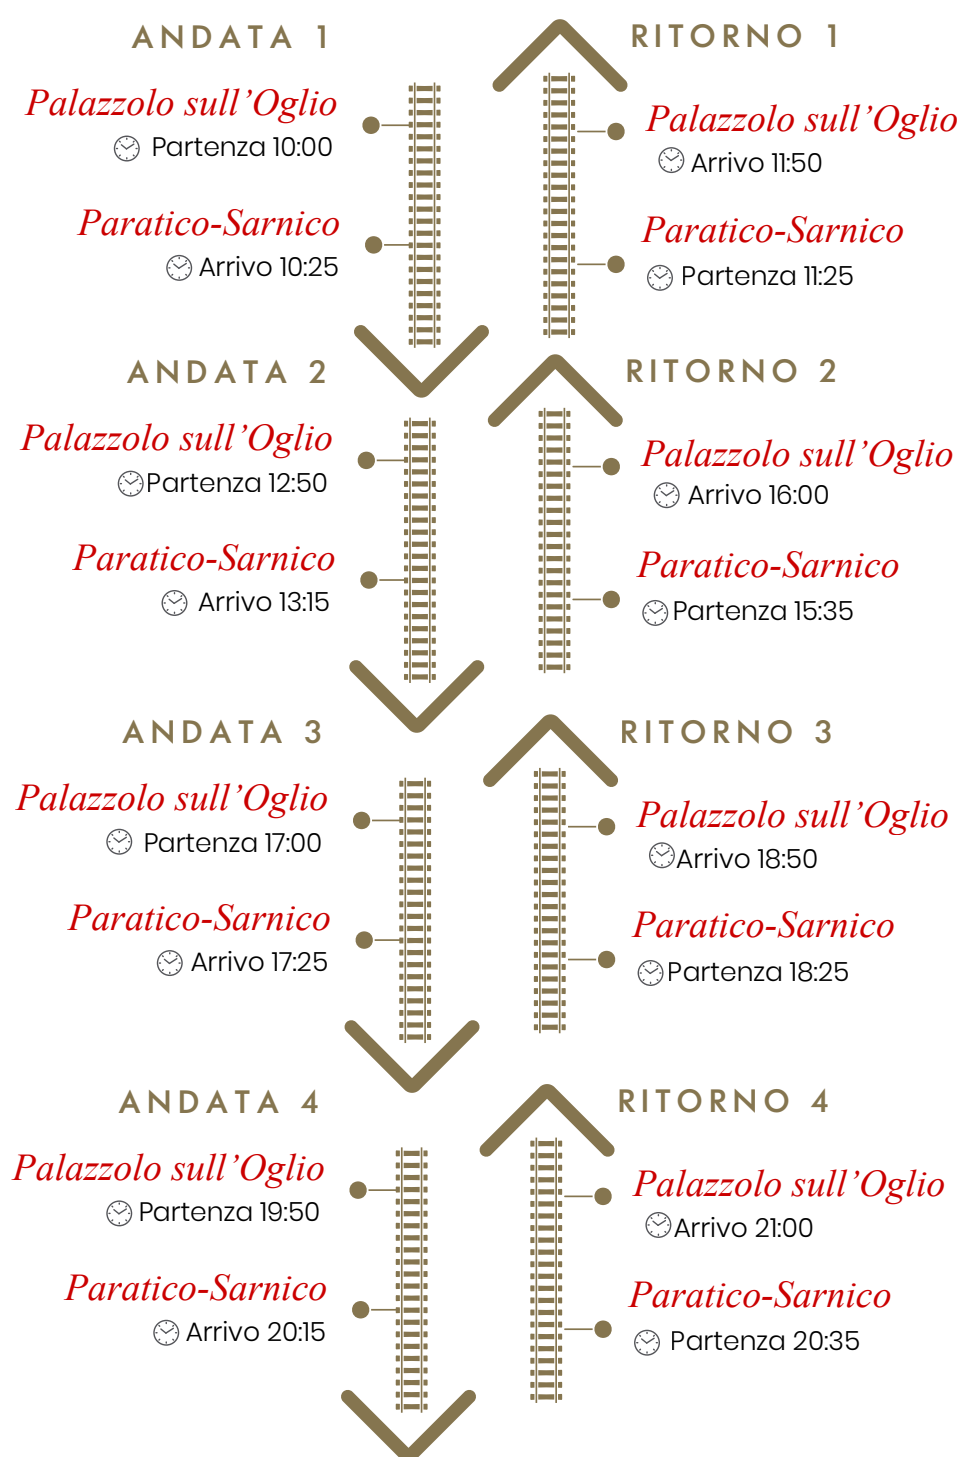 ANDATA 1
Palazzolo sull’Oglio
Partenza 10:00
Paratico-Sarnico
Arrivo 10:25
RITORNO 1
Palazzolo sull’Oglio
Arrivo 11:50
Paratico-Sarnico
Partenza 11:25
ANDATA 2
Palazzolo sull’Oglio
Partenza 12:50
Paratico-Sarnico
Arrivo 13:15
RITORNO 2
Palazzolo sull’Oglio
Arrivo 16:00
Paratico-Sarnico
Partenza 15:35
ANDATA 3
Palazzolo sull’Oglio
Partenza 17:00
Paratico-Sarnico
Arrivo 17:25
RITORNO 3
Palazzolo sull’Oglio
Arrivo 18:50
Paratico-Sarnico
Partenza 18:25
ANDATA 4
Palazzolo sull’Oglio
Partenza 19:50
Paratico-Sarnico
Arrivo 20:15
RITORNO 4
Palazzolo sull’Oglio
Arrivo 21:00
Paratico-Sarnico
Partenza 20:35